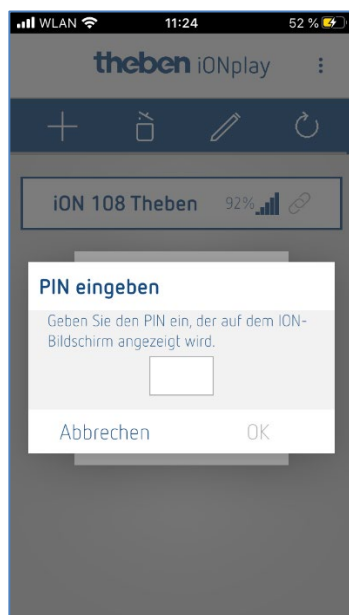 WLAN 11:24 52 %
theben iONplay
iON 108 Theben 92%
PIN eingeben
Geben Sie den PIN ein, der auf dem ION-
Bildschirm angezeigt wird.
Abbrechen OK